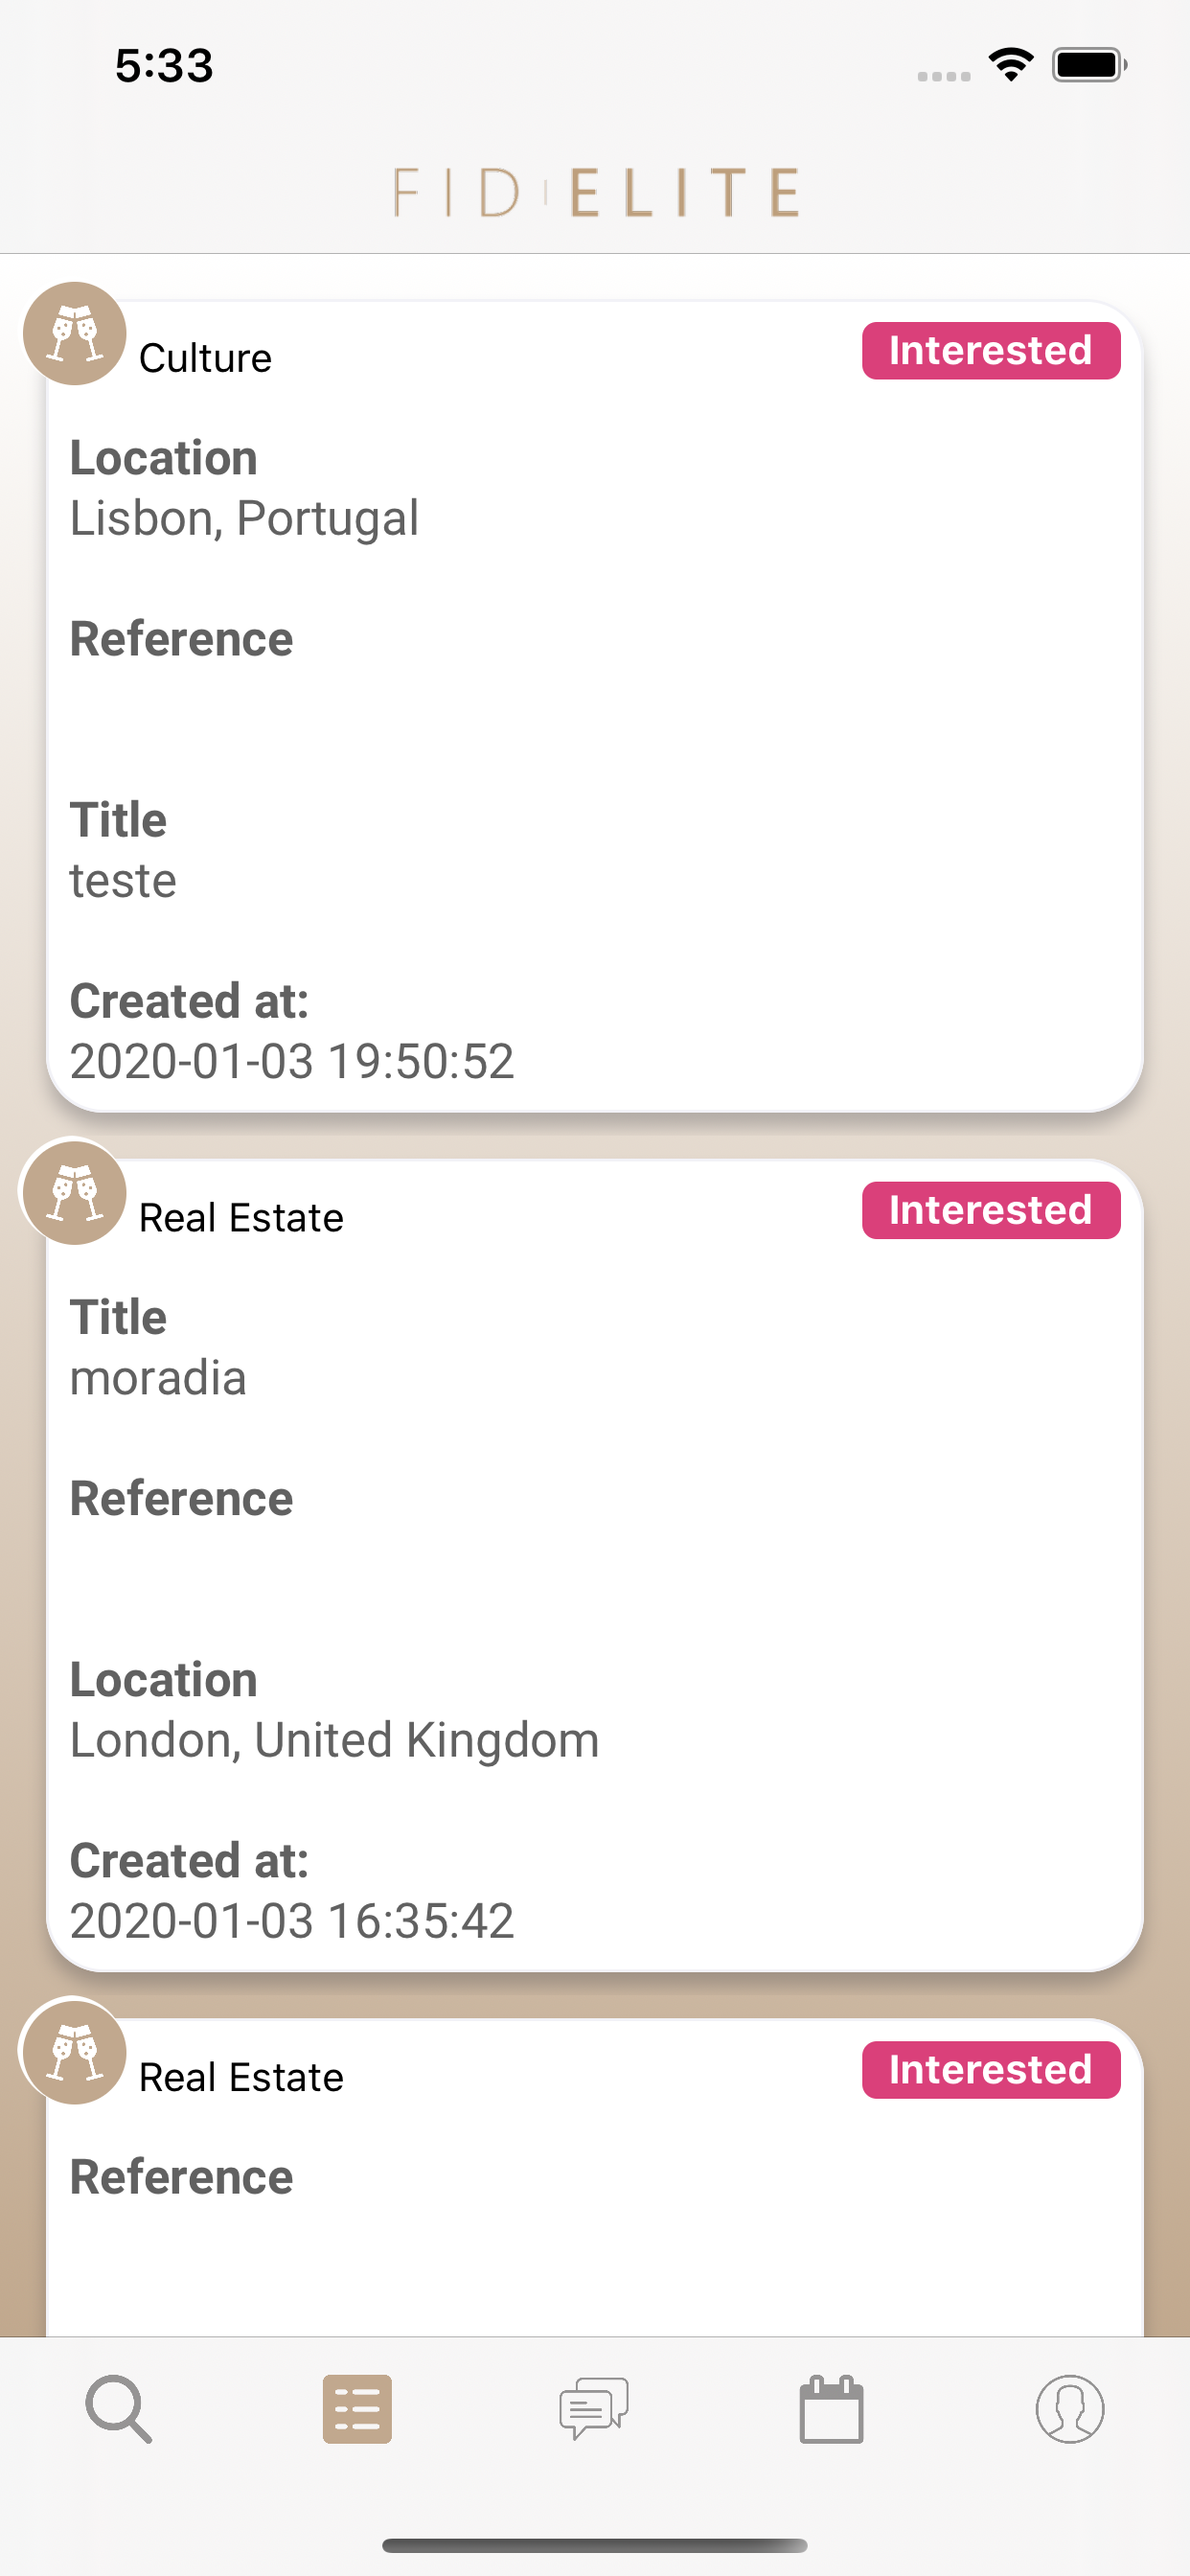 5:33
FID|ELITE
Culture
Interested
Location
Lisbon, Portugal
Reference
Title
teste
Created at:
2020-01-03 19:50:52
Real Estate
Interested
Title
moradia
Reference
Location
London, United Kingdom
Created at:
2020-01-03 16:35:42
Real Estate
Interested
Reference